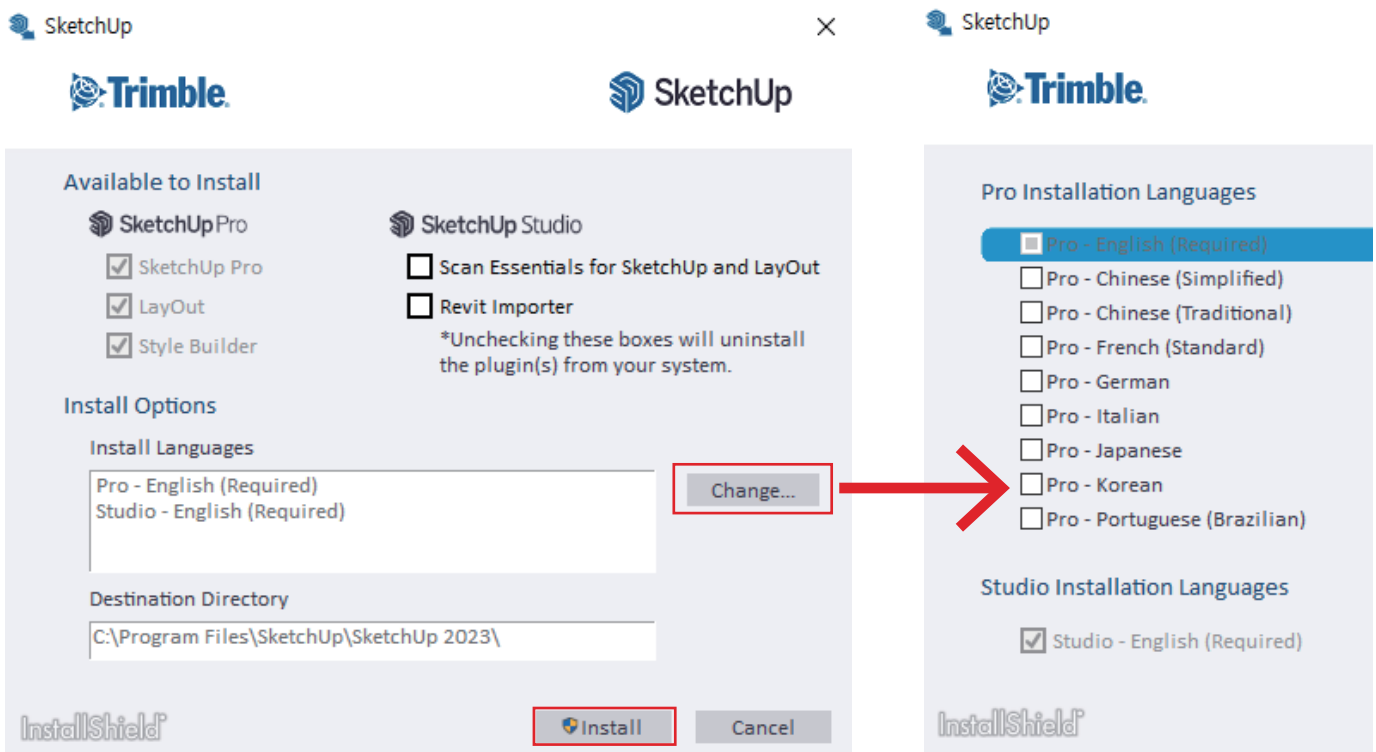 SketchUp
Trimble.
SketchUp
Available to Install
SketchUp Pro
SketchUp Pro
LayOut
Style Builder
SketchUp Studio
Scan Essentials for SketchUp and LayOut
Revit Importer
*Unchecking these boxes will uninstall
the plugin(s) from your system.
Install Options
Install Languages
Pro - English (Required)
Studio - English (Required)
Change...
Destination Directory
C:\Program Files\SketchUp\SketchUp 2023\
InstallShield
Install
Cancel
SketchUp
Trimble.
Pro Installation Languages
Pro - English (Required)
Pro - Chinese (Simplified)
Pro - Chinese (Traditional)
Pro - French (Standard)
Pro - German
Pro - Italian
Pro - Japanese
Pro - Korean
Pro - Portuguese (Brazilian)
Studio Installation Languages
Studio - English (Required)
InstallShield